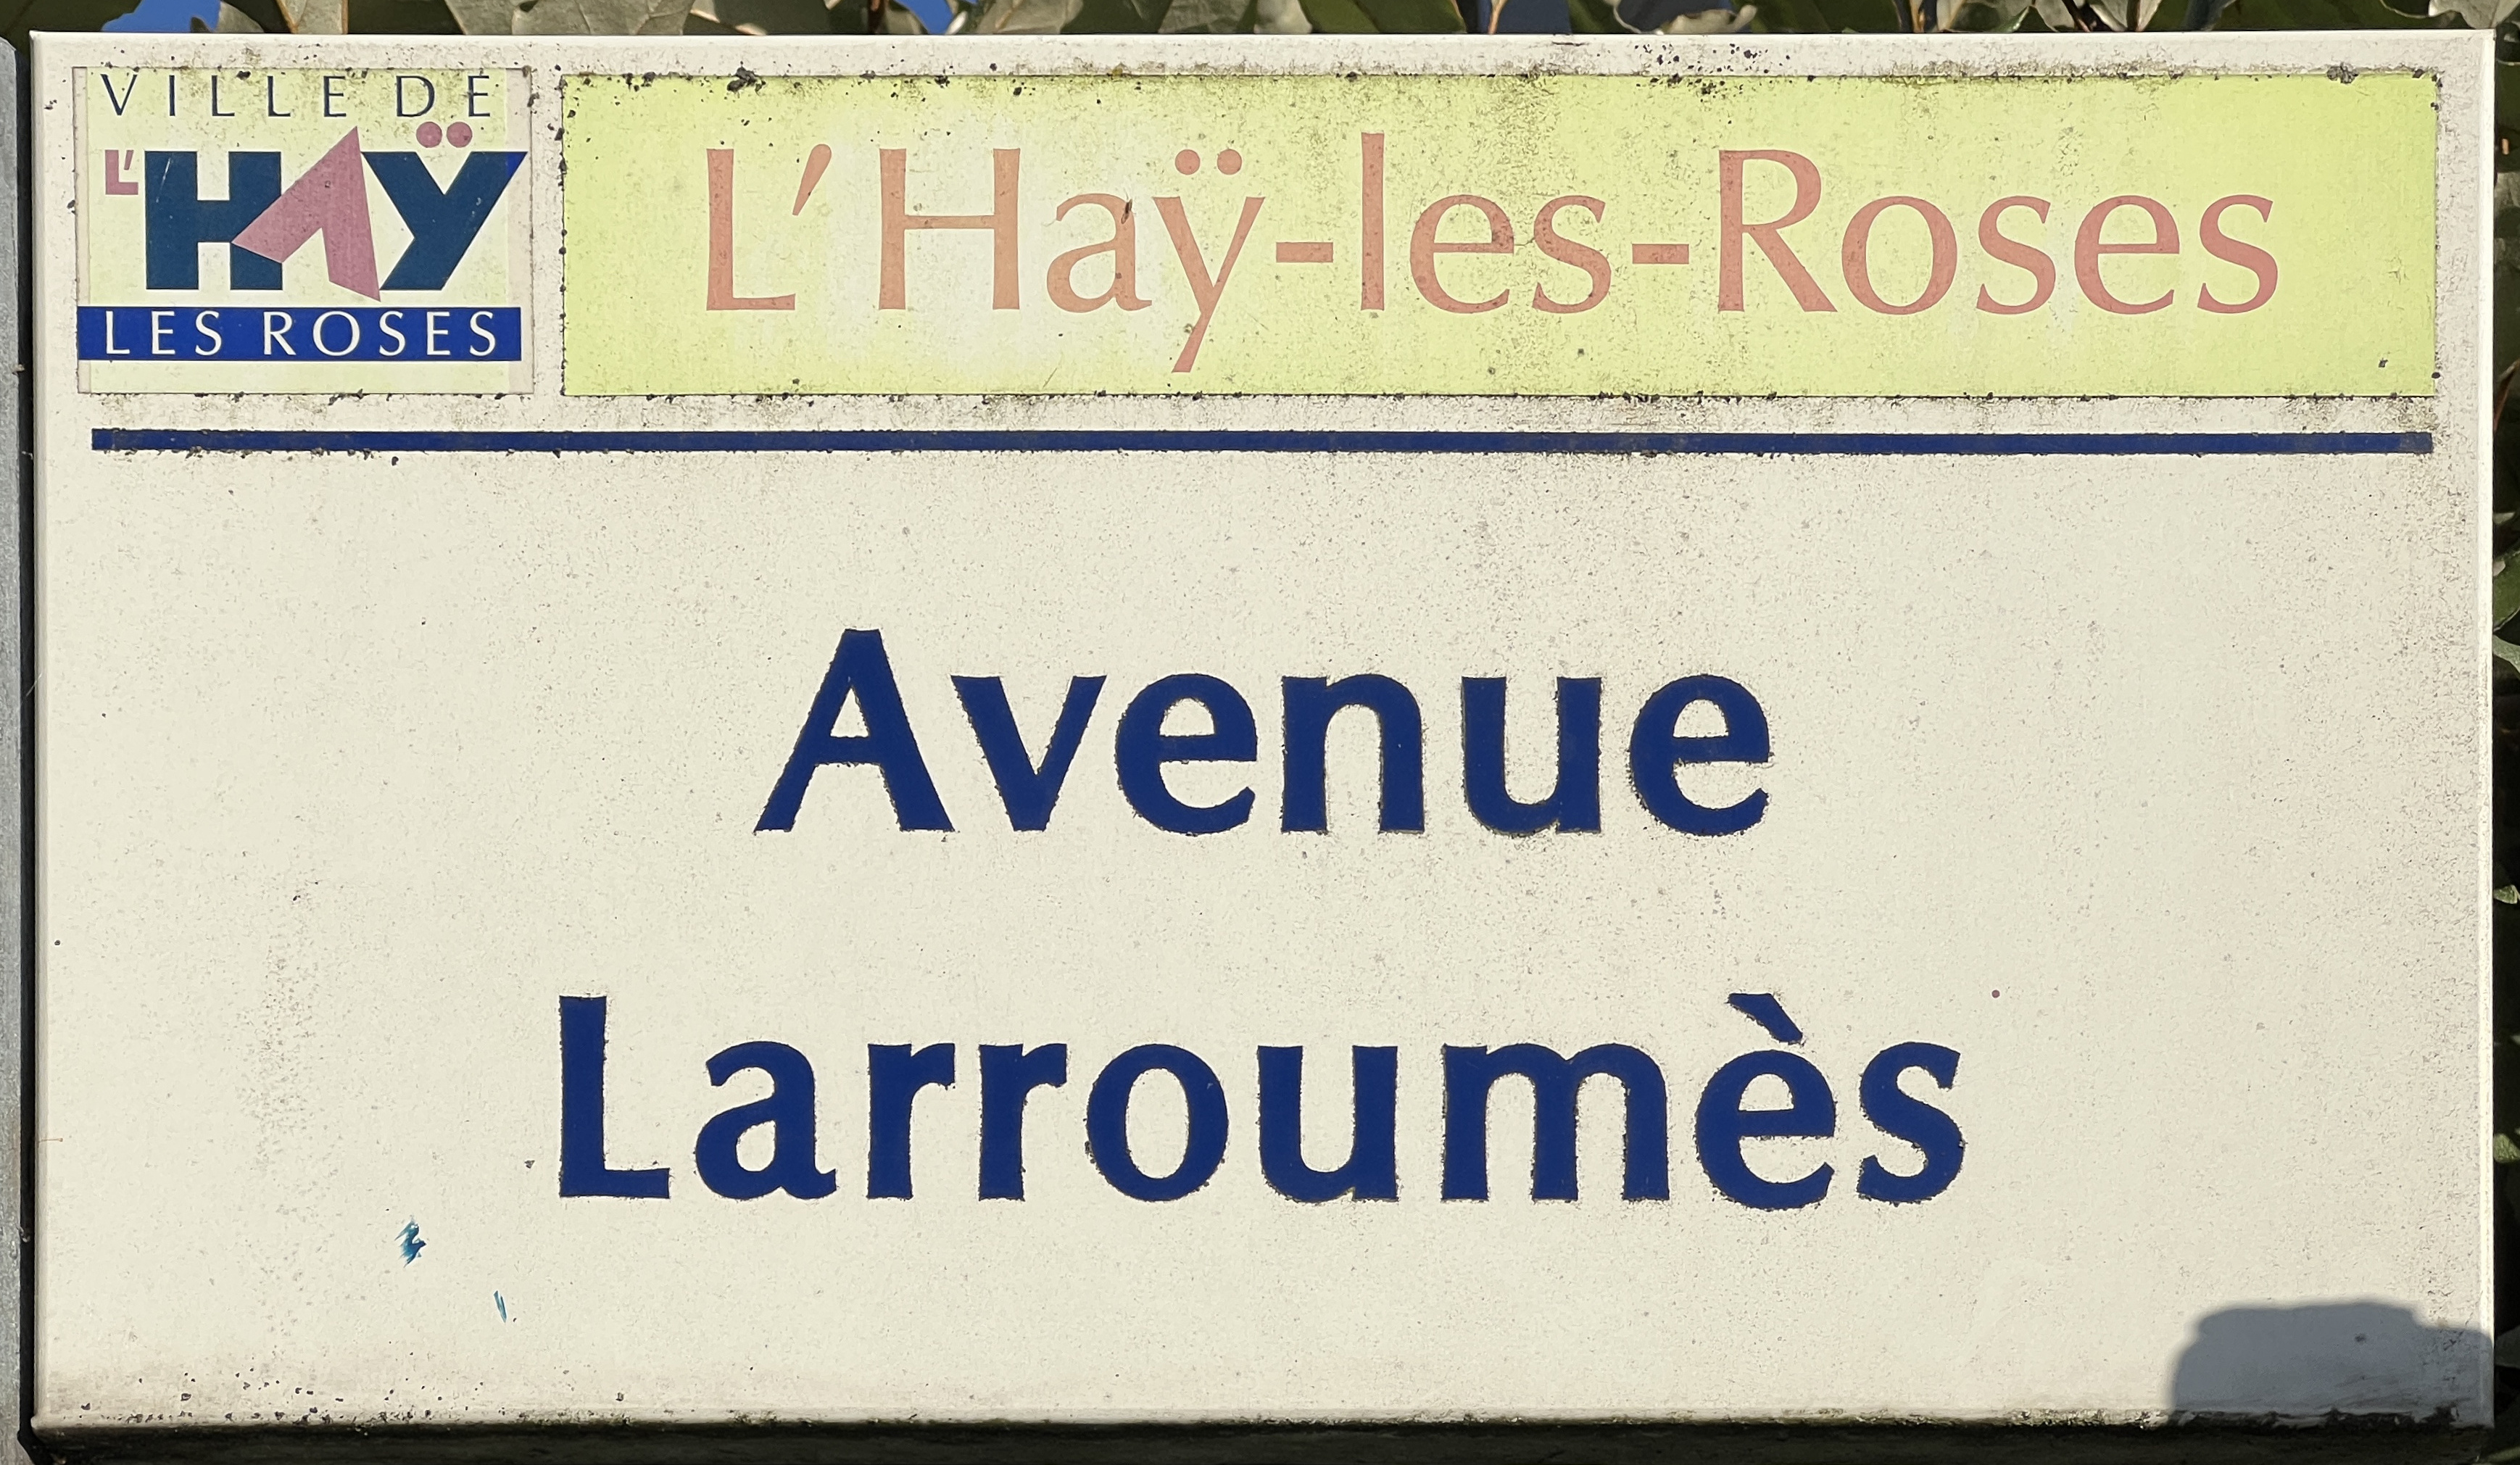 VILLE DE
L'HAŸ
LES ROSES
L'Haÿ-les-Roses
Avenue
Larroumès